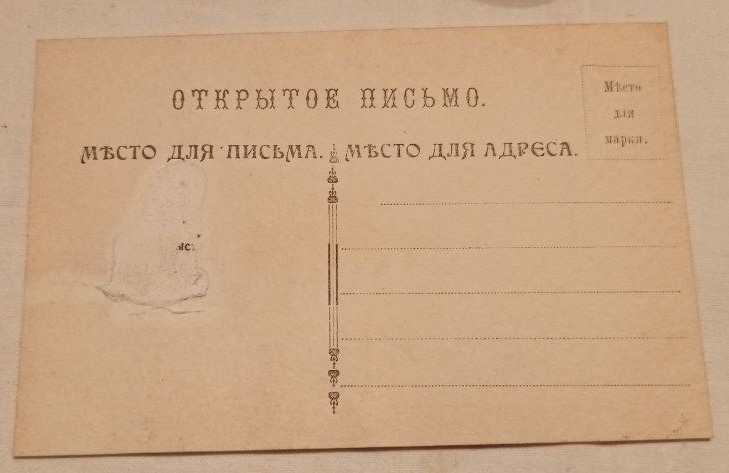 ОТКРЫТОЕ ПИСЬМО.
Мѣсто
для
марки.
МѢСТО ДЛЯ ПИСЬМА.
МѢСТО ДЛЯ АДРЕСА.